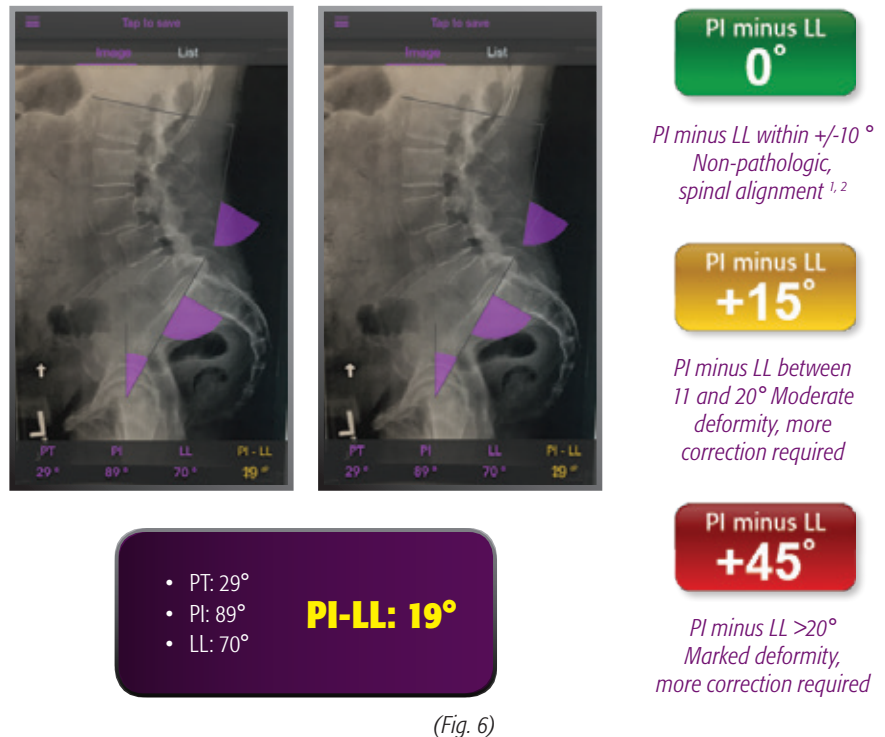 Tap to save
Image List
PT PI LL PI - LL
29° 89° 70° 19°
Tap to save
Image List
PT PI LL PI - LL
29° 89° 70° 19°
• PT: 29°
• PI: 89°
• LL: 70°
PI-LL: 19°
(Fig. 6)
PI minus LL
0°
PI minus LL within +/-10 °
Non-pathologic,
spinal alignment 1, 2
PI minus LL
+15°
PI minus LL between
11 and 20° Moderate
deformity, more
correction required
PI minus LL
+45°
PI minus LL >20°
Marked deformity,
more correction required